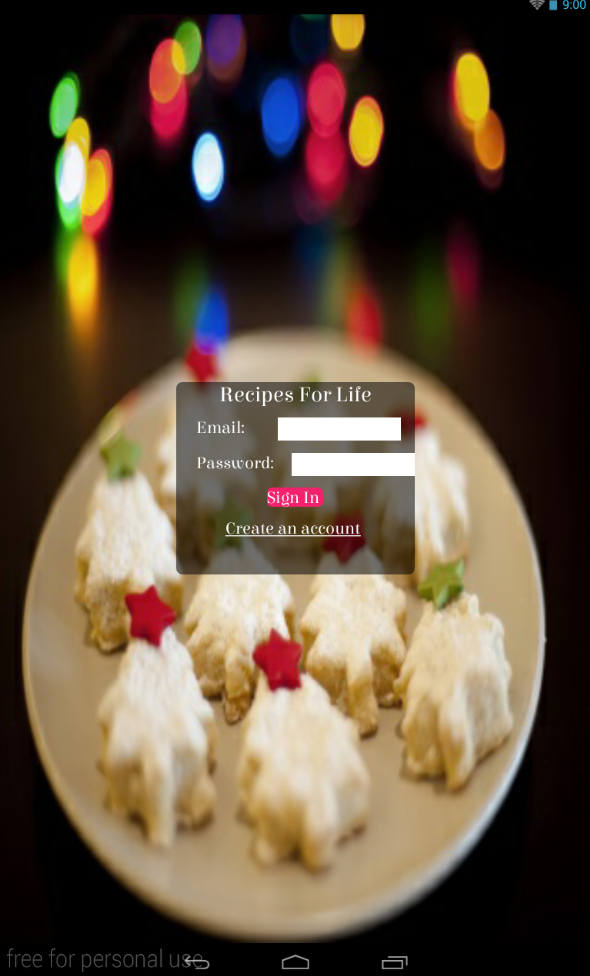 9:00
Recipes For Life
Email:
Password:
Sign In
Create an account
free for personal use